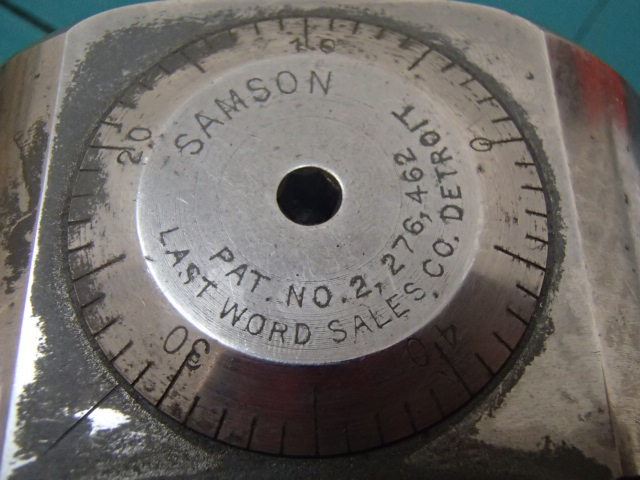 SAMSON
PAT. NO. 2,276,462
LAST WORD SALES CO. DETROIT
0
10
20
30
40